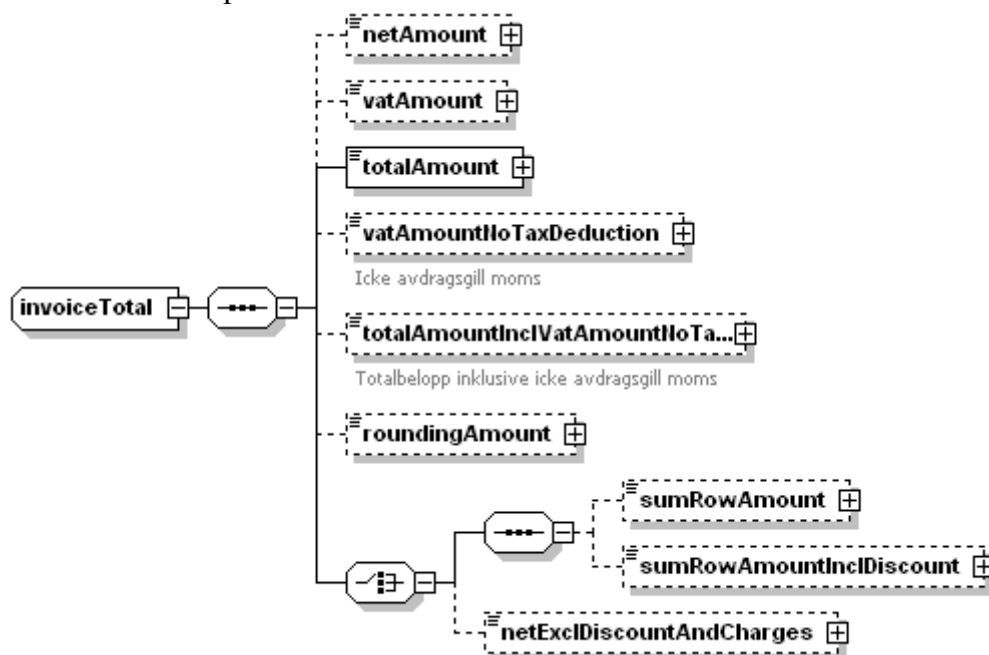 netAmount
vatAmount
totalAmount
vatAmountNoTaxDeduction
Icke avdragsgill moms
invoiceTotal
totalAmountInclVatAmountNoTa...
Totalbelopp inklusive icke avdragsgill moms
roundingAmount
sumRowAmount
sumRowAmountInclDiscount
netExclDiscountAndCharges